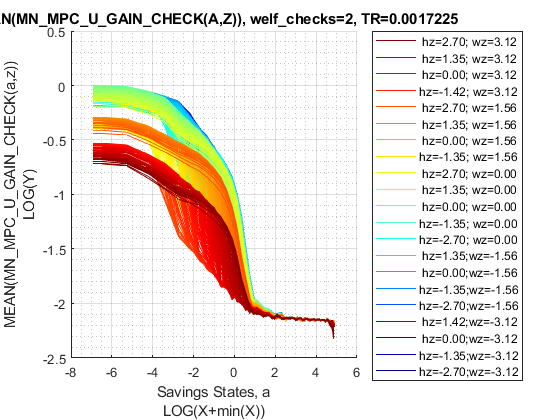 AN(MN_MPC_U_GAIN_CHECK(A,Z)), welf_checks=2, TR=0.0017225
MEAN(MN_MPC_U_GAIN_CHECK(a,z))
LOG(Y)
0.5
0
-0.5
-1
-1.5
-2
-2.5
-8
-6
-4
-2
0
2
4
6
Savings States, a
LOG(X+min(X))
hz=2.70; wz=3.12
hz=1.35; wz=3.12
hz=0.00; wz=3.12
hz=-1.42; wz=3.12
hz=2.70; wz=1.56
hz=1.35; wz=1.56
hz=0.00; wz=1.56
hz=-1.35; wz=1.56
hz=2.70; wz=0.00
hz=1.35; wz=0.00
hz=0.00; wz=0.00
hz=-1.35; wz=0.00
hz=-2.70; wz=0.00
hz=1.35;wz=-1.56
hz=0.00;wz=-1.56
hz=-1.35;wz=-1.56
hz=-2.70;wz=-1.56
hz=1.42;wz=-3.12
hz=0.00;wz=-3.12
hz=-1.35;wz=-3.12
hz=-2.70;wz=-3.12